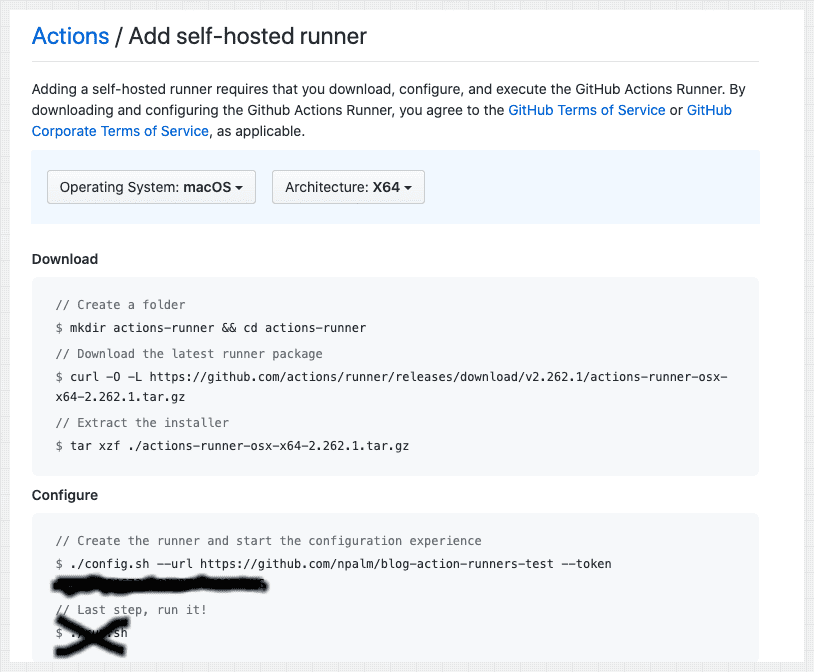 Actions / Add self-hosted runner
Adding a self-hosted runner requires that you download, configure, and execute the GitHub Actions Runner. By
downloading and configuring the Github Actions Runner, you agree to the GitHub Terms of Service or GitHub
Corporate Terms of Service, as applicable.
Operating System: macOS Architecture: X64
Download
// Create a folder
$ mkdir actions-runner && cd actions-runner
// Download the latest runner package
$ curl -O -L https://github.com/actions/runner/releases/download/v2.262.1/actions-runner-osx-
x64-2.262.1.tar.gz
// Extract the installer
$ tar xzf ./actions-runner-osx-x64-2.262.1.tar.gz
Configure
// Create the runner and start the configuration experience
$ ./config.sh --url https://github.com/npalm/blog-action-runners-test --token
// Last step, run it!
$